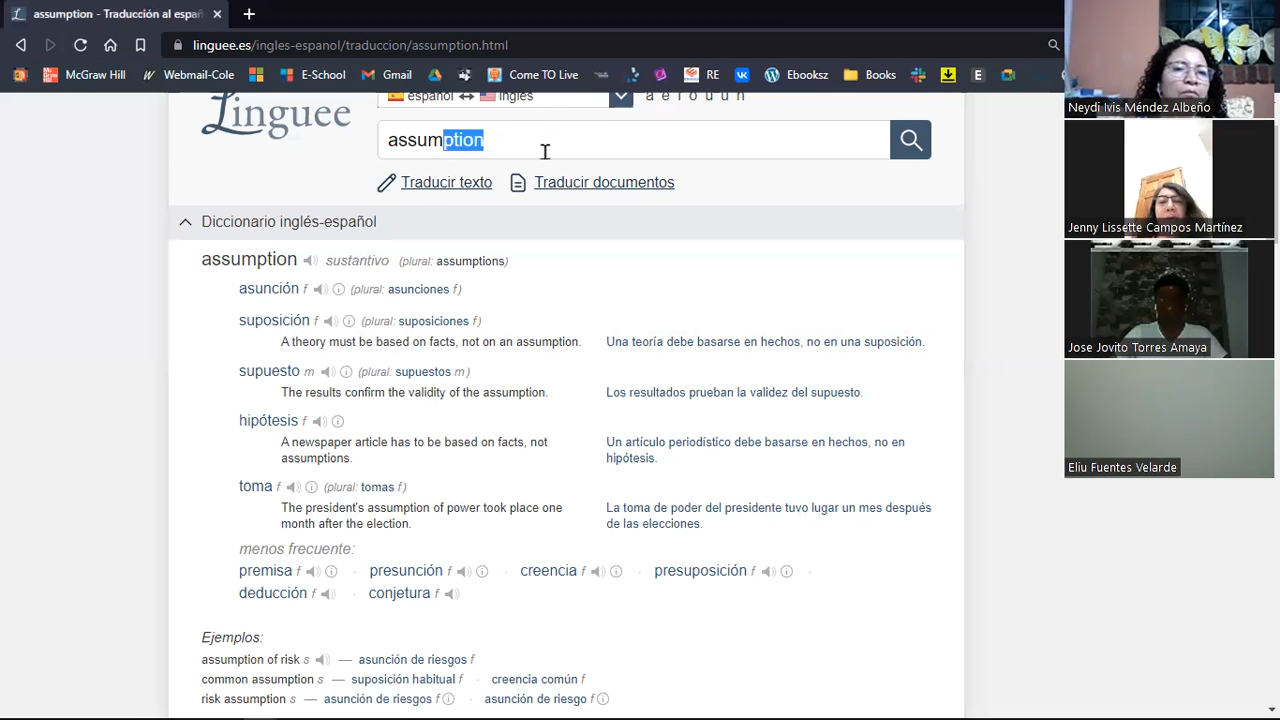 assumption - Traducción al españ
linguee.es/ingles-espanol/traduccion/assumption.html
McGraw Hill Webmail-Cole E-School Gmail Come TO Live RE Ebooksz Books
español ↔ inglés á é í ó ú ü ñ
Linguee
assumption
Traducir texto Traducir documentos
Diccionario inglés-español
assumption sustantivo (plural: assumptions)
asunción f (plural: asunciones f)
suposición f (plural: suposiciones f)
A theory must be based on facts, not on an assumption. Una teoría debe basarse en hechos, no en una suposición.
supuesto m (plural: supuestos m)
The results confirm the validity of the assumption. Los resultados prueban la validez del supuesto.
hipótesis f
A newspaper article has to be based on facts, not Un artículo periodístico debe basarse en hechos, no en
assumptions. hipótesis.
toma f (plural: tomas f)
The president's assumption of power took place one La toma de poder del presidente tuvo lugar un mes después
month after the election. de las elecciones.
menos frecuente:
premisa f · presunción f · creencia f · presuposición f ·
deducción f · conjetura f
Ejemplos:
assumption of risk s — asunción de riesgos f
common assumption s — suposición habitual f creencia común f
risk assumption s — asunción de riesgos f asunción de riesgo f
Neydi Ivis Méndez Albeño
Jenny Lissette Campos Martínez
Jose Jovito Torres Amaya
Eliu Fuentes Velarde